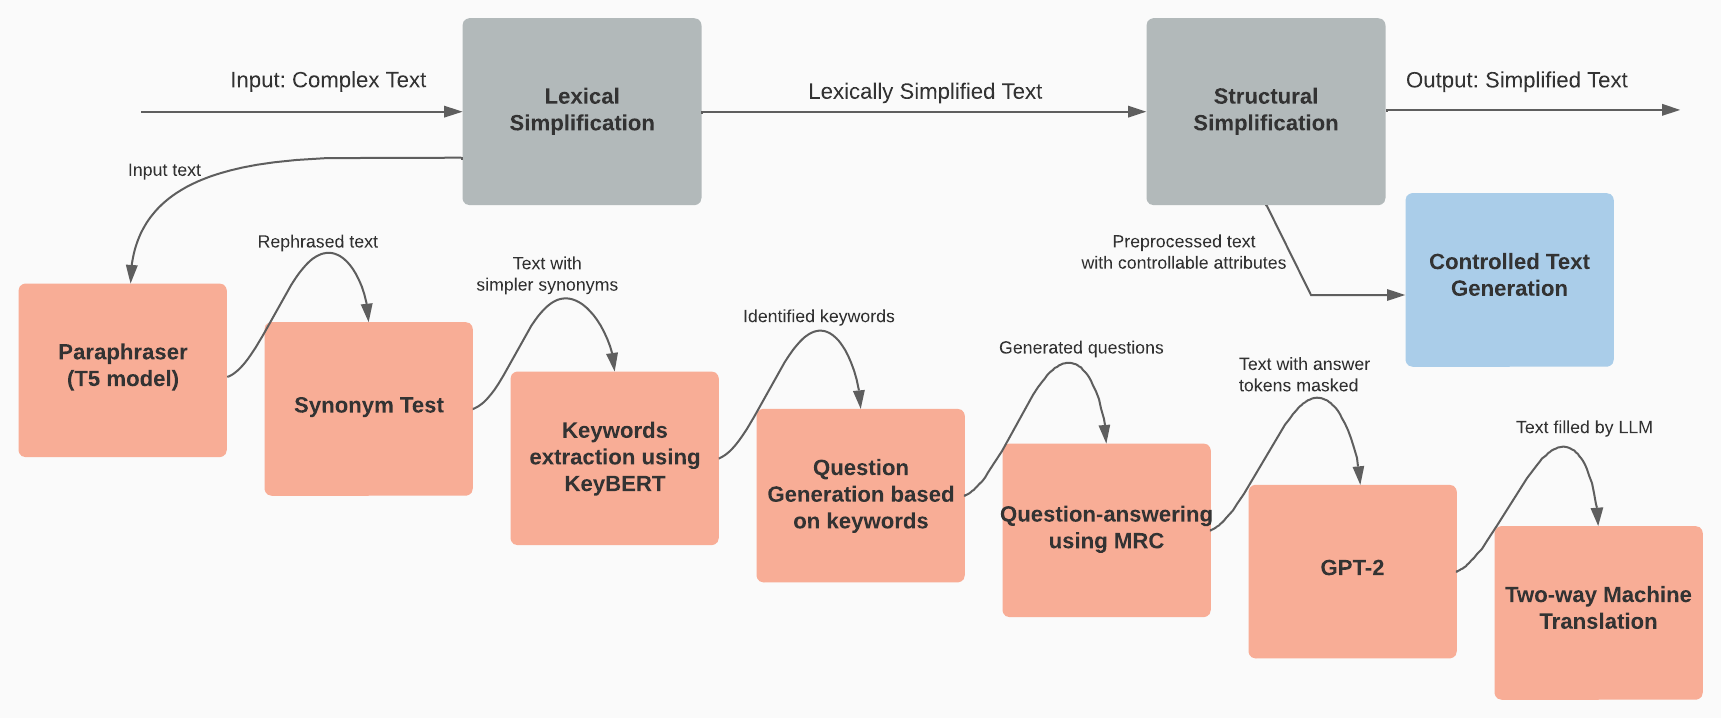 Input: Complex Text
Lexical
Simplification
Lexically Simplified Text
Structural
Simplification
Output: Simplified Text
Input text
Paraphraser
(T5 model)
Rephrased text
Synonym Test
Text with
simpler synonyms
Keywords
extraction using
KeyBERT
Identified keywords
Question
Generation based
on keywords
Generated questions
Question-answering
using MRC
Text with answer
tokens masked
GPT-2
Text filled by LLM
Two-way Machine
Translation
Preprocessed text
with controllable attributes
Controlled Text
Generation